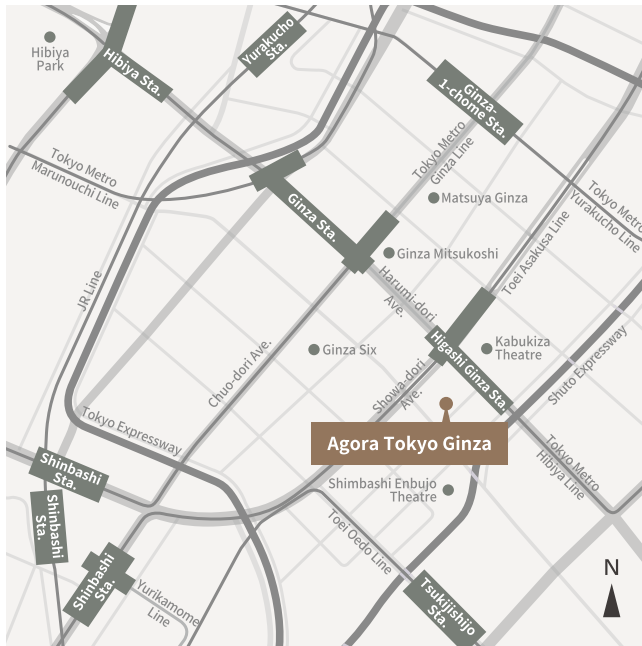 Hibiya
Park
Hibiya Sta.
Yurakucho
Sta.
Ginza-
1-chome Sta.
Tokyo Metro
Marunouchi Line
Tokyo Metro
Ginza Line
Matsuya Ginza
Tokyo Metro
Yurakucho Line
Ginza Sta.
Ginza Mitsukoshi
Toei Asakusa Line
JR Line
Harumi-dori
Ave.
Chuo-dori Ave.
Ginza Six
Higashi Ginza Sta.
Kabukiza
Theatre
Shuto Expressway
Showa-dori
Ave.
Tokyo Expressway
Agora Tokyo Ginza
Tokyo Metro
Hibiya Line
Shinbashi
Sta.
Shimbashi Enbujo
Theatre
Shinbashi
Sta.
Toei Oedo Line
Shinbashi
Sta.
Yurikamome
Line
Tsukijishijo
Sta.
N